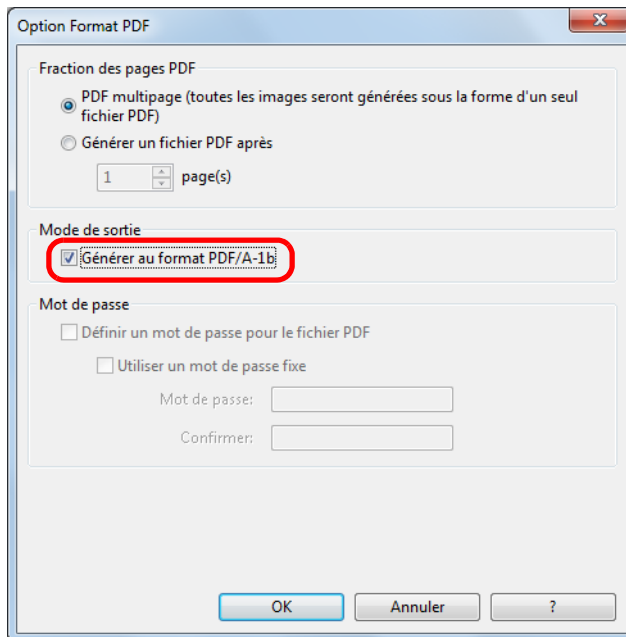 Option Format PDF
Fraction des pages PDF
PDF multipage (toutes les images seront générées sous la forme d'un seul
fichier PDF)
Générer un fichier PDF après
1 page(s)
Mode de sortie
Générer au format PDF/A-1b
Mot de passe
Définir un mot de passe pour le fichier PDF
Utiliser un mot de passe fixe
Mot de passe:
Confirmer:
OK Annuler ?